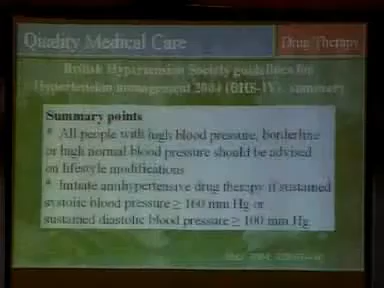 Quality Medical Care
Drug Therapy
British Hypertension Society guidelines for
Hypertension management 2004 (BHS-IV): summary
Summary points
* All people with high blood pressure, borderline
or high normal blood pressure should be advised
on lifestyle modifications
* Initiate antihypertensive drug therapy if sustained
systolic blood pressure ≥ 160 mm Hg or
sustained diastolic blood pressure ≥ 100 mm Hg
2004